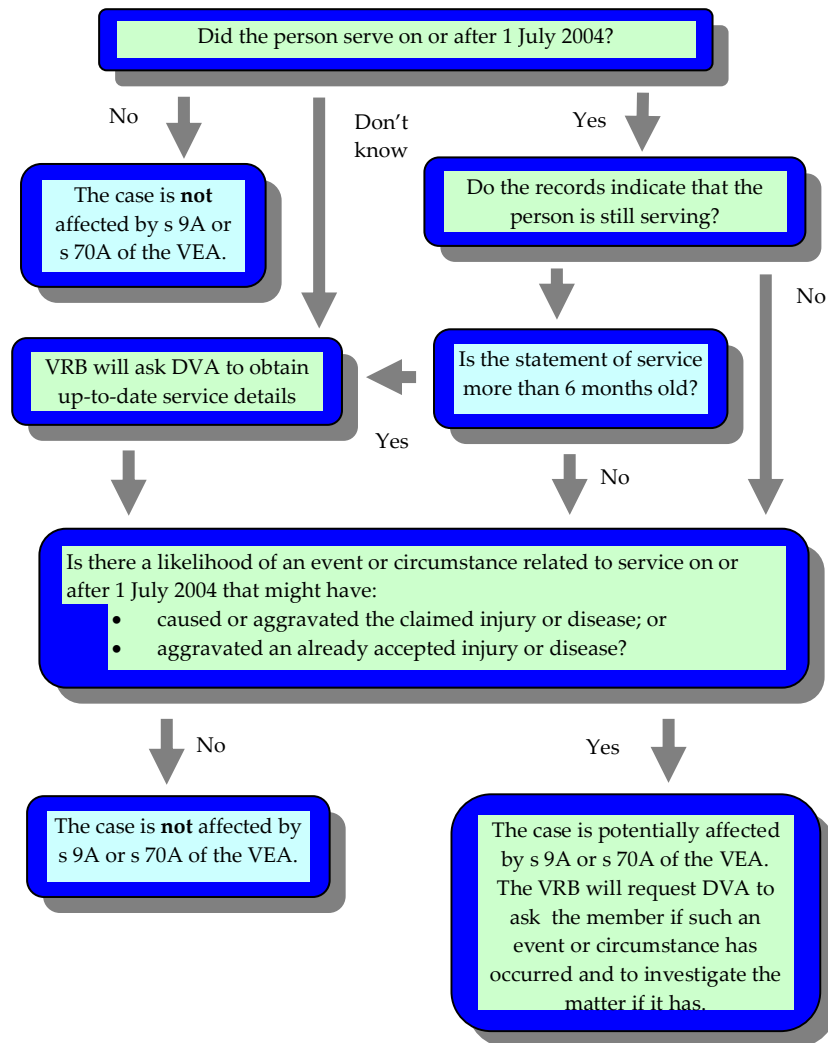 Did the person serve on or after 1 July 2004?
No
Don't
know
Yes
The case is not
affected by s 9A or
s 70A of the VEA.
Do the records indicate that the
person is still serving?
No
VRB will ask DVA to obtain
up-to-date service details
Is the statement of service
more than 6 months old?
Yes
No
Is there a likelihood of an event or circumstance related to service on or
after 1 July 2004 that might have:
• caused or aggravated the claimed injury or disease; or
• aggravated an already accepted injury or disease?
No
Yes
The case is not affected by
s 9A or s 70A of the VEA.
The case is potentially affected
by s 9A or s 70A of the VEA.
The VRB will request DVA to
ask the member if such an
event or circumstance has
occurred and to investigate the
matter if it has.